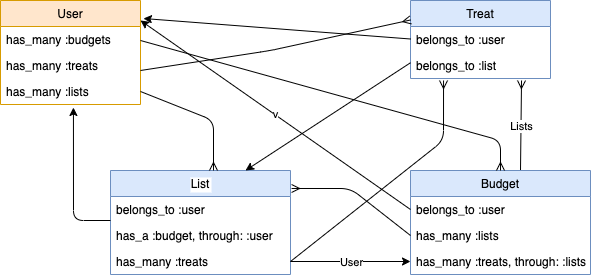 User
has_many :budgets
has_many :treats
has_many :lists
Treat
belongs_to :user
belongs_to :list
v
Lists
List
belongs_to :user
has_a :budget, through: :user
has_many :treats
User
Budget
belongs_to :user
has_many :lists
has_many :treats, through: :lists